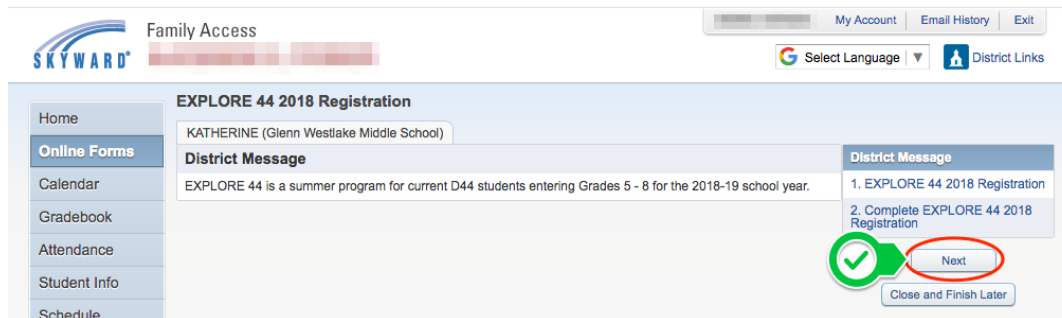 Family Access
My Account
Email History
Exit
SKYWARD®
Select Language
District Links
EXPLORE 44 2018 Registration
Home
KATHERINE (Glenn Westlake Middle School)
Online Forms
District Message
District Message
Calendar
EXPLORE 44 is a summer program for current D44 students entering Grades 5 - 8 for the 2018-19 school year.
1. EXPLORE 44 2018 Registration
Gradebook
2. Complete EXPLORE 44 2018
Registration
Attendance
Next
Student Info
Close and Finish Later
Schedule